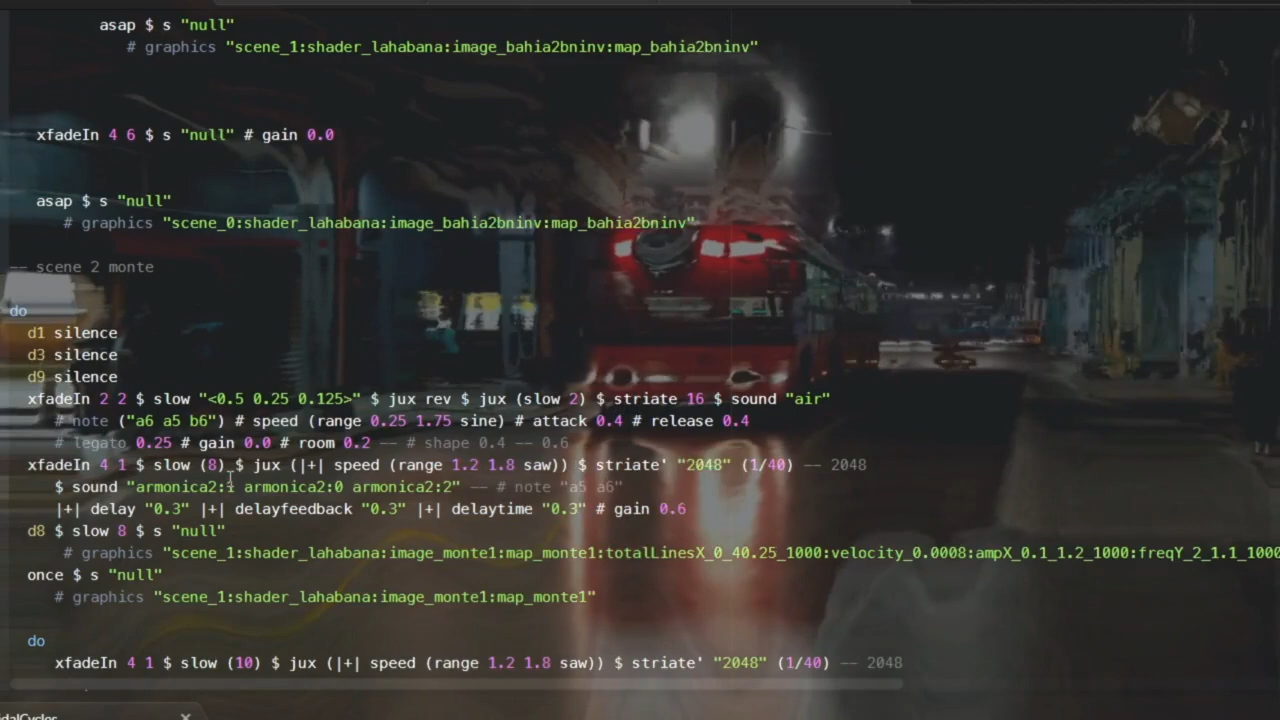 asap $ s "null"
# graphics "scene_1:shader_lahabana:image_bahia2bninv:map_bahia2bninv"
xfadeIn 4 6 $ s "null" # gain 0.0
asap $ s "null"
# graphics "scene_0:shader_lahabana:image_bahia2bninv:map_bahia2bninv"
-- scene 2 monte
do
d1 silence
d3 silence
d9 silence
xfadeIn 2 2 $ slow "<0.5 0.25 0.125>" $ jux rev $ jux (slow 2) $ striate 16 $ sound "air"
# note ("a6 a5 b6") # speed (range 0.25 1.75 sine) # attack 0.4 # release 0.4
# legato 0.25 # gain 0.0 # room 0.2 -- # shape 0.4 -- 0.6
xfadeIn 4 1 $ slow (8) $ jux (|+| speed (range 1.2 1.8 saw)) $ striate' "2048" (1/40) -- 2048
$ sound "armonica2:1 armonica2:0 armonica2:2" -- # note "a5 a6"
|+| delay "0.3" |+| delayfeedback "0.3" |+| delaytime "0.3" # gain 0.6
d8 $ slow 8 $ s "null"
# graphics "scene_1:shader_lahabana:image_monte1:map_monte1:totalLinesX_0_40.25_1000:velocity_0.0008:ampX_0.1_1.2_1000:freqY_2_1.1_1000
once $ s "null"
# graphics "scene_1:shader_lahabana:image_monte1:map_monte1"
do
xfadeIn 4 1 $ slow (10) $ jux (|+| speed (range 1.2 1.8 saw)) $ striate' "2048" (1/40) -- 2048
dalCycles